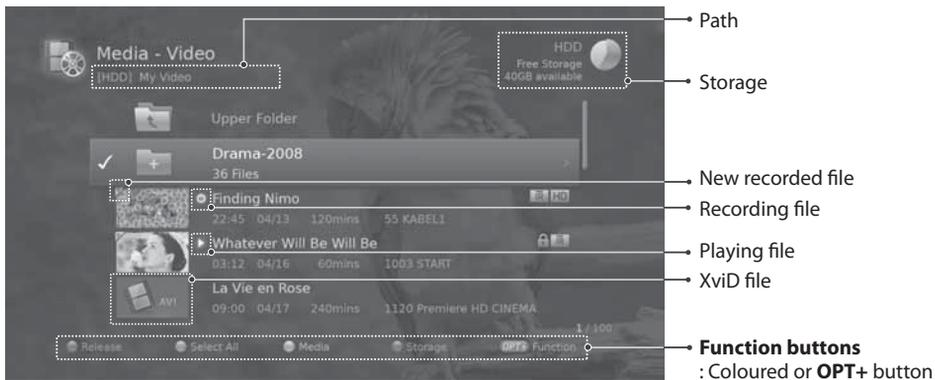 Media - Video
[HDD] My Video
HDD
Free Storage
40GB available
Upper Folder
Drama-2008
36 Files
Finding Nimo
HD
22:45 04/13 120mins 55 KABEL1
Whatever Will Be Will Be
03:12 04/16 60mins 1003 START
La Vie en Rose
AVI
09:00 04/17 240mins 1120 Premiere HD CINEMA
1 / 100
Release Select All Media Storage OPT+ Function
Path
Storage
New recorded file
Recording file
Playing file
XviD file
Function buttons
: Coloured or OPT+ button